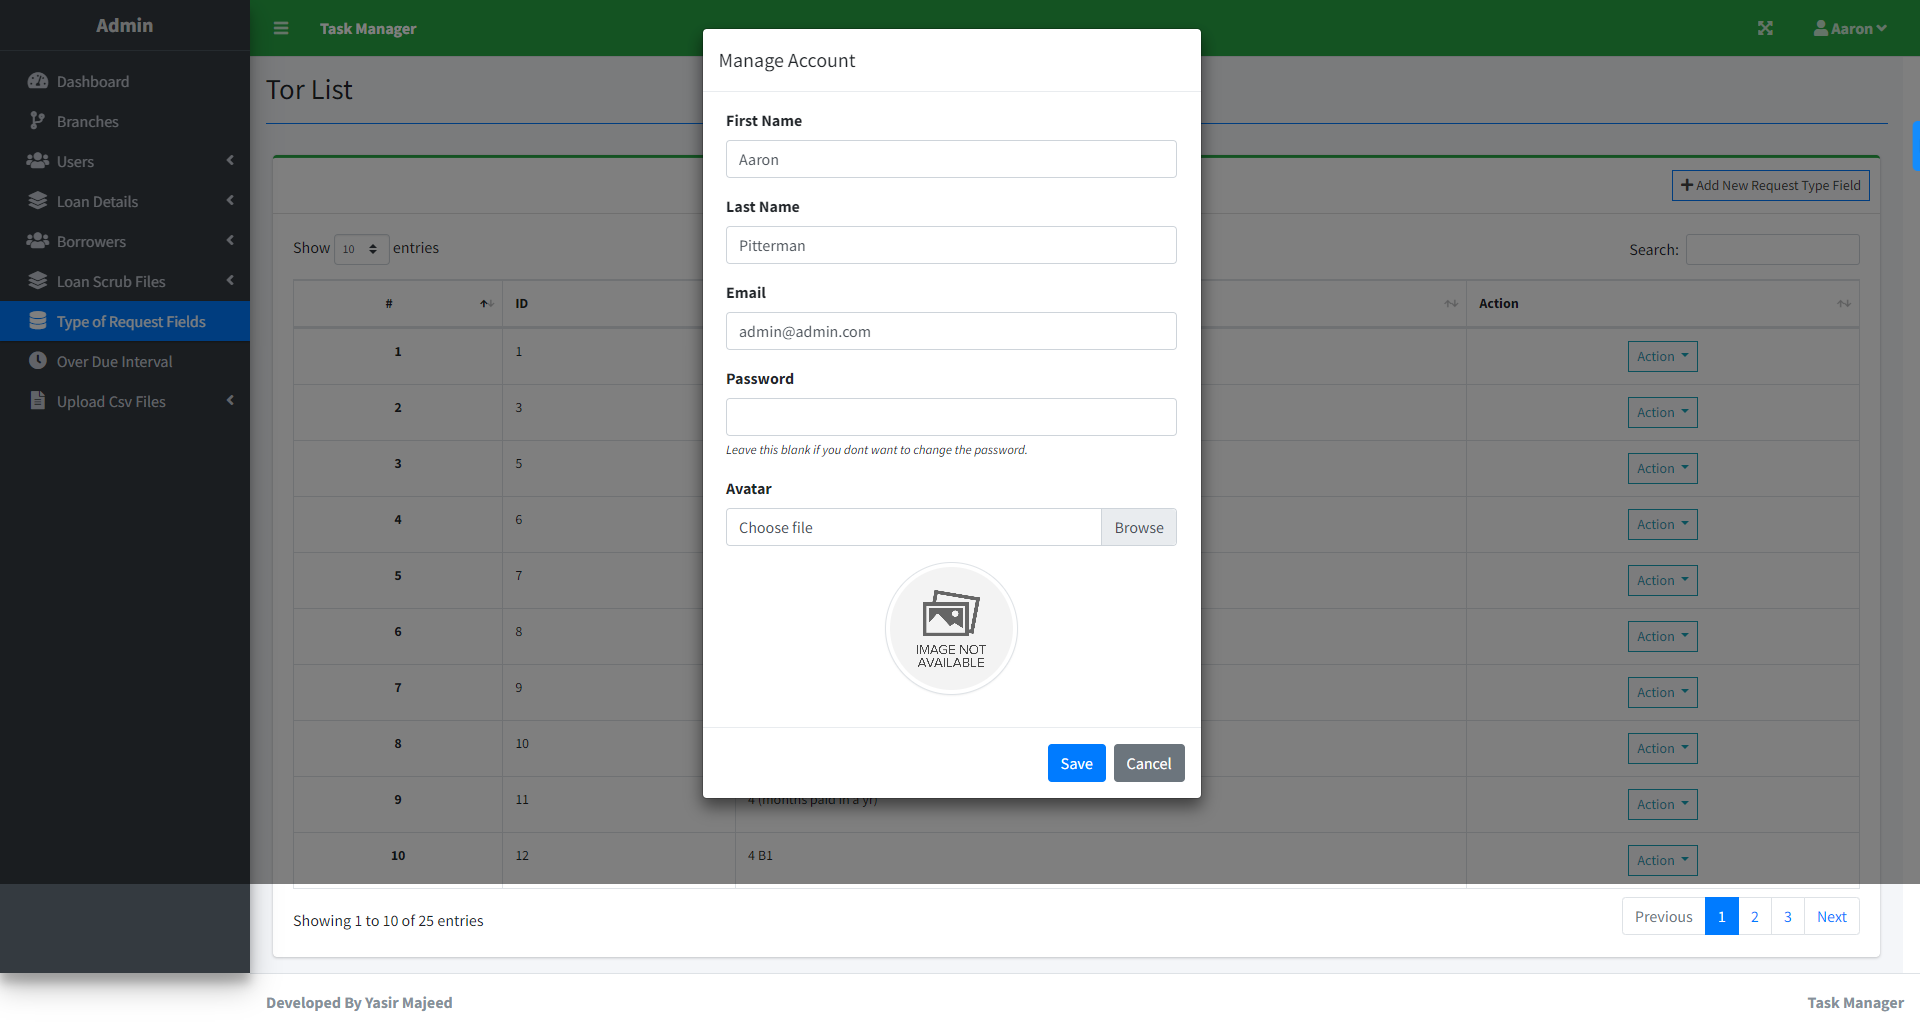 Admin
Task Manager
Aaron
Dashboard
Branches
Users
Loan Details
Borrowers
Loan Scrub Files
Type of Request Fields
Over Due Interval
Upload Csv Files
Tor List
Add New Request Type Field
Show 10 entries
Search:
# ID Action
1 1 Action
2 3 Action
3 5 Action
4 6 Action
5 7 Action
6 8 Action
7 9 Action
8 10 Action
9 11 4 (months paid in a yr) Action
10 12 4 B1 Action
Showing 1 to 10 of 25 entries
Previous 1 2 3 Next
Developed By Yasir Majeed
Task Manager
Manage Account
First Name
Aaron
Last Name
Pitterman
Email
admin@admin.com
Password
Leave this blank if you dont want to change the password.
Avatar
Choose file Browse
IMAGE NOT
AVAILABLE
Save Cancel